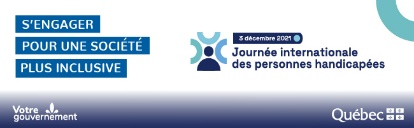 S'ENGAGER
POUR UNE SOCIÉTÉ
PLUS INCLUSIVE
3 décembre 2021
Journée internationale
des personnes handicapées
Votre
gouvernement
Québec